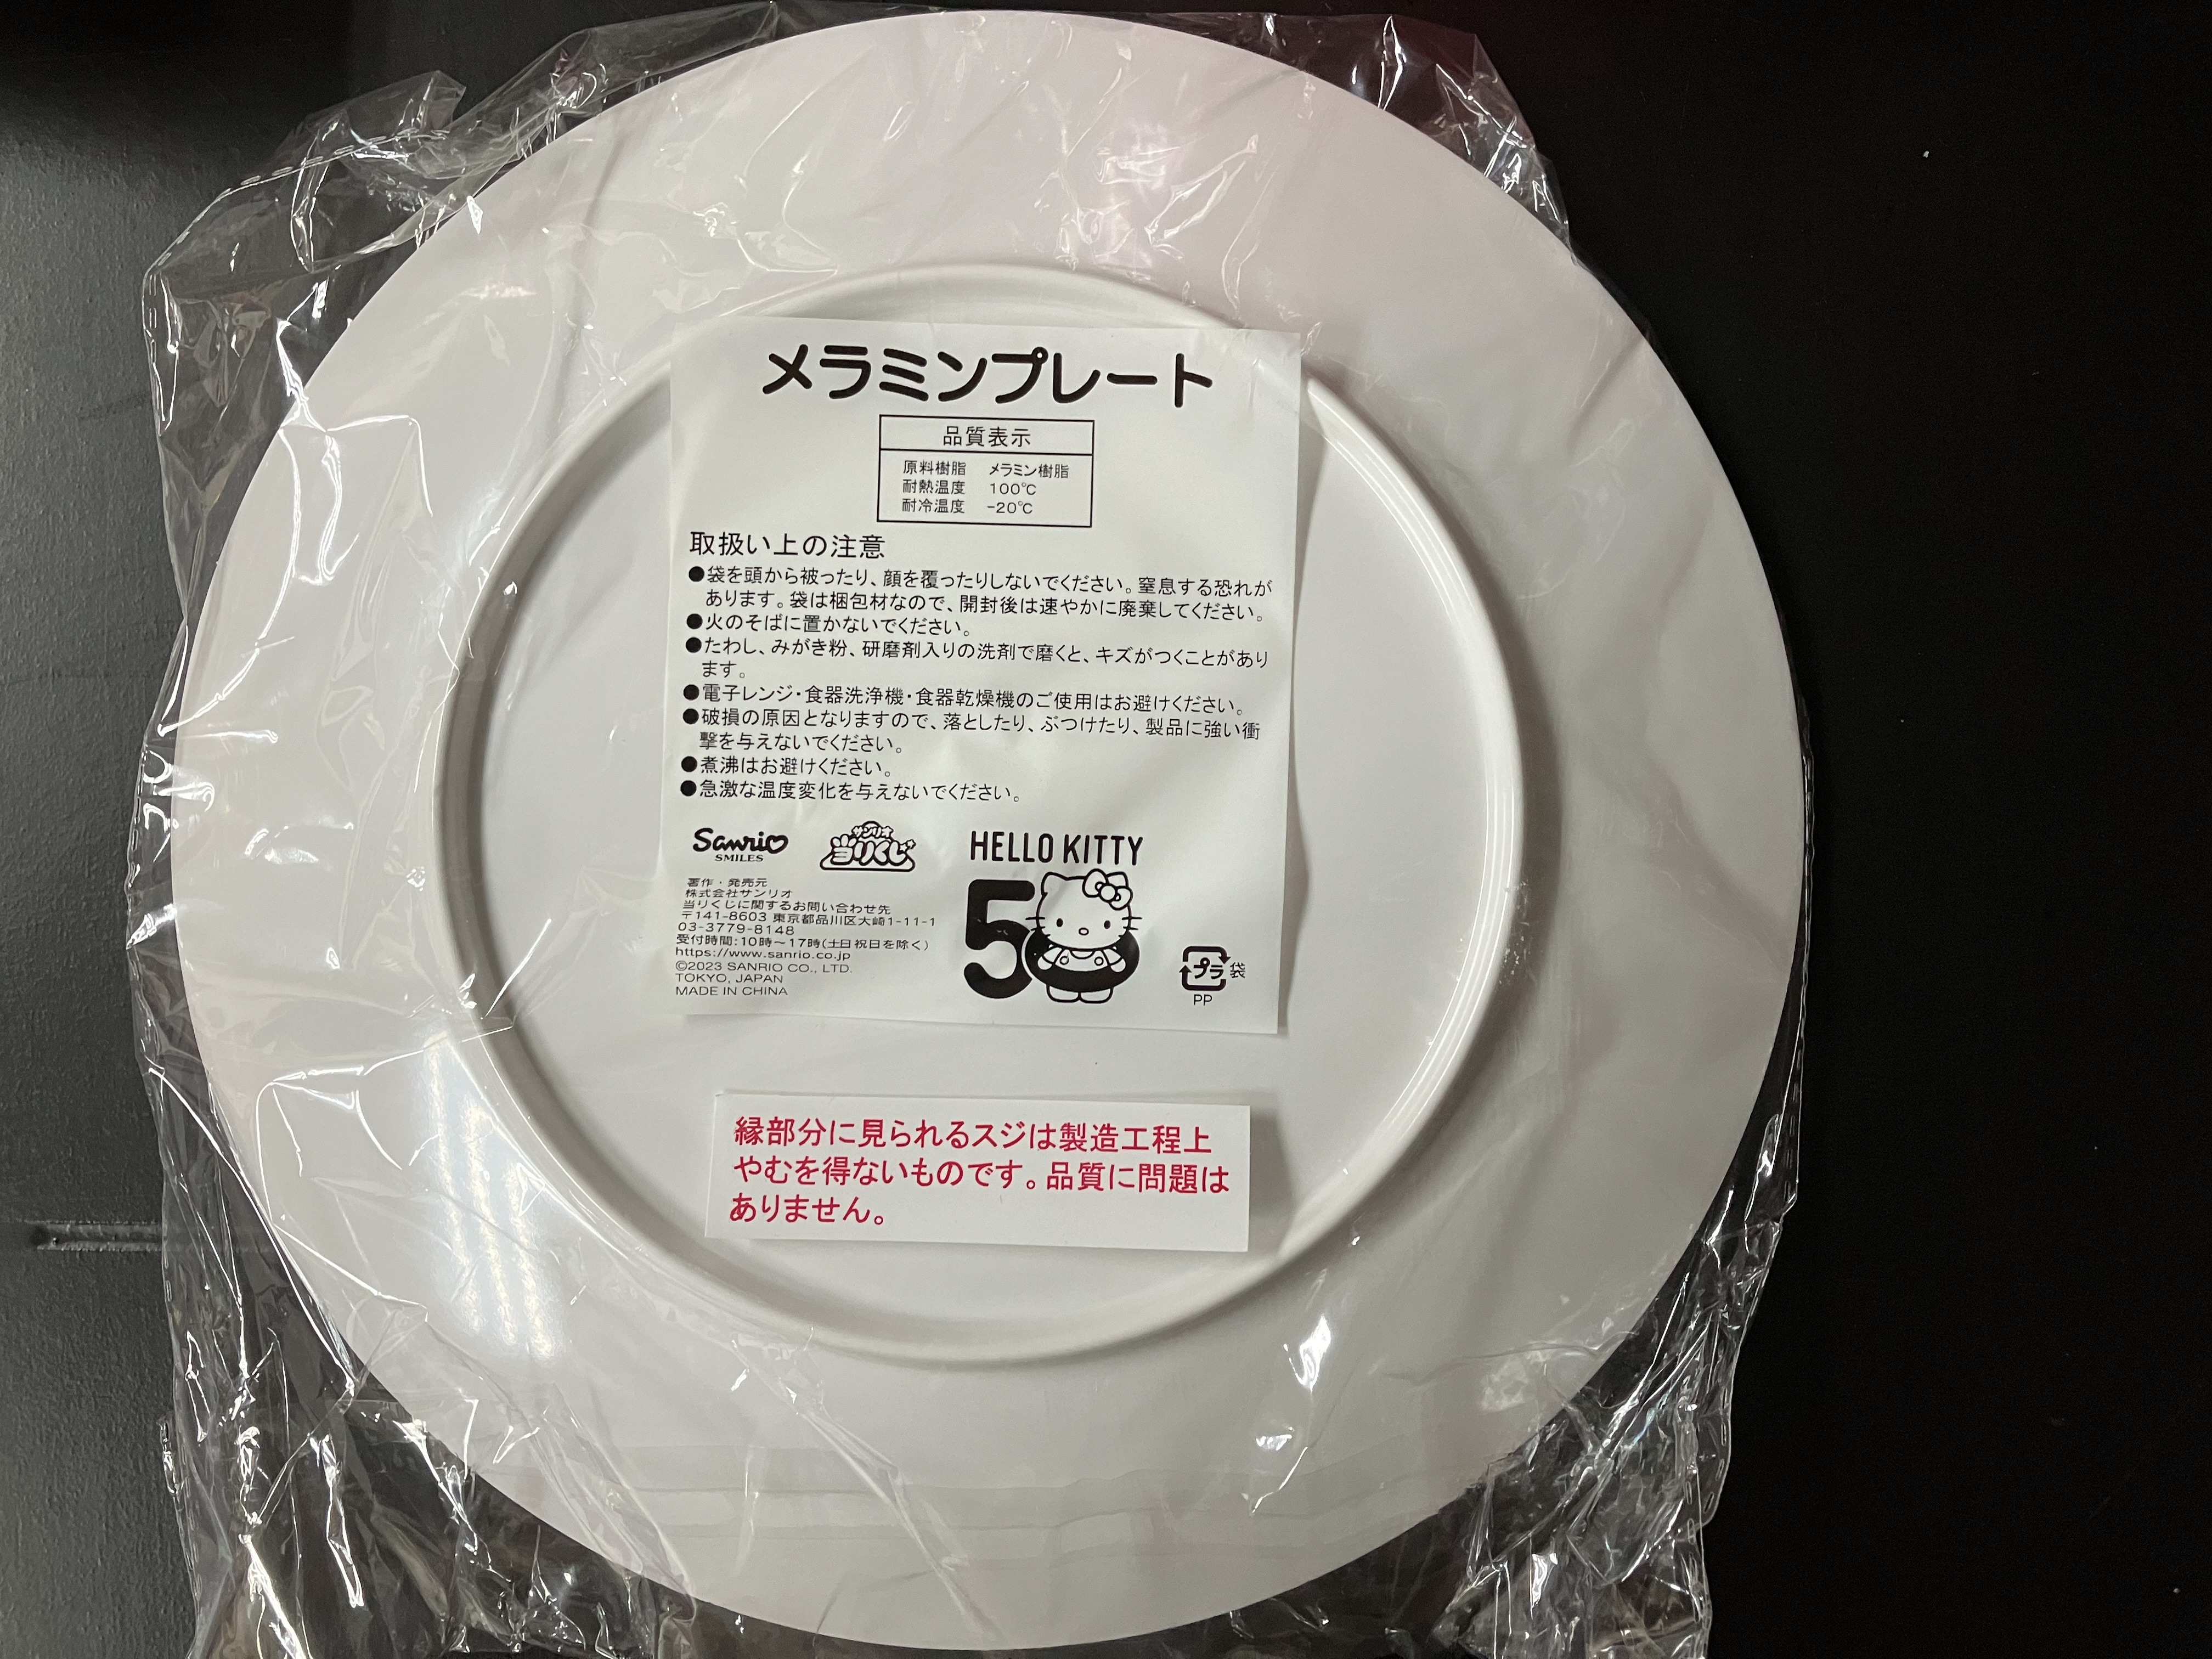 メラミンプレート
品質表示
原料樹脂 メラミン樹脂
耐熱温度 100℃
耐冷温度 -20℃
取扱い上の注意
●袋を頭から被ったり、顔を覆ったりしないでください。窒息する恐れが
あります。袋は梱包材なので、開封後は速やかに廃棄してください。
●火のそばに置かないでください。
●たわし、みがき粉、研磨剤入りの洗剤で磨くと、キズがつくことがあり
ます。
●電子レンジ・食器洗浄機・食器乾燥機のご使用はお避けください。
●破損の原因となりますので、落としたり、ぶつけたり、製品に強い衝
撃を与えないでください。
●煮沸はお避けください。
●急激な温度変化を与えないでください。
Sanrio
SMILES
サンリオ
当りくじ
HELLO KITTY
50
著作・発売元
株式会社サンリオ
当りくじに関するお問い合わせ先
〒141-8603 東京都品川区大崎1-11-1
03-3779-8148
受付時間:10時～17時(土日祝日を除く)
https://www.sanrio.co.jp
©2023 SANRIO CO., LTD.
TOKYO, JAPAN
MADE IN CHINA
プラ 袋
PP
縁部分に見られるスジは製造工程上
やむを得ないものです。品質に問題は
ありません。